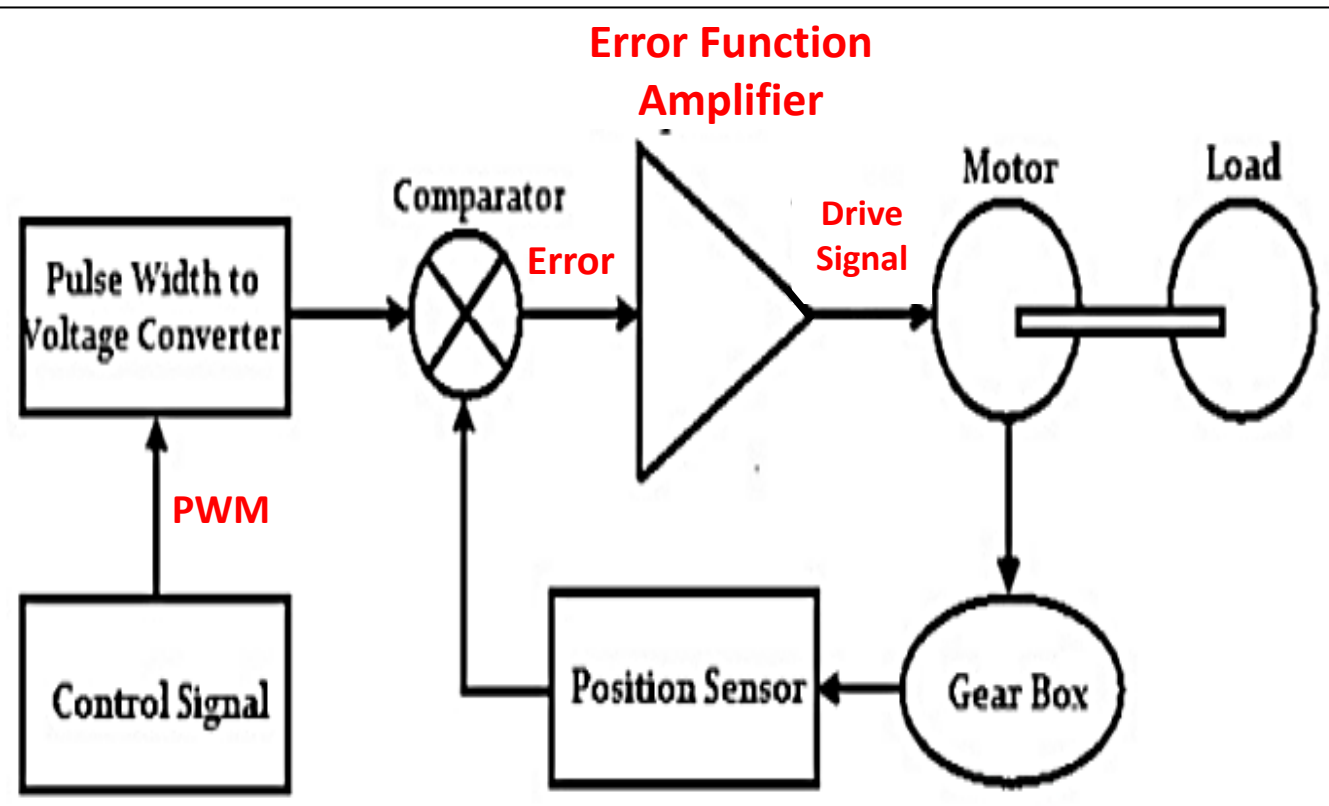 Error Function
Amplifier
Motor
Load
Comparator
Drive
Signal
Error
Pulse Width to
Voltage Converter
PWM
Control Signal
Position Sensor
Gear Box